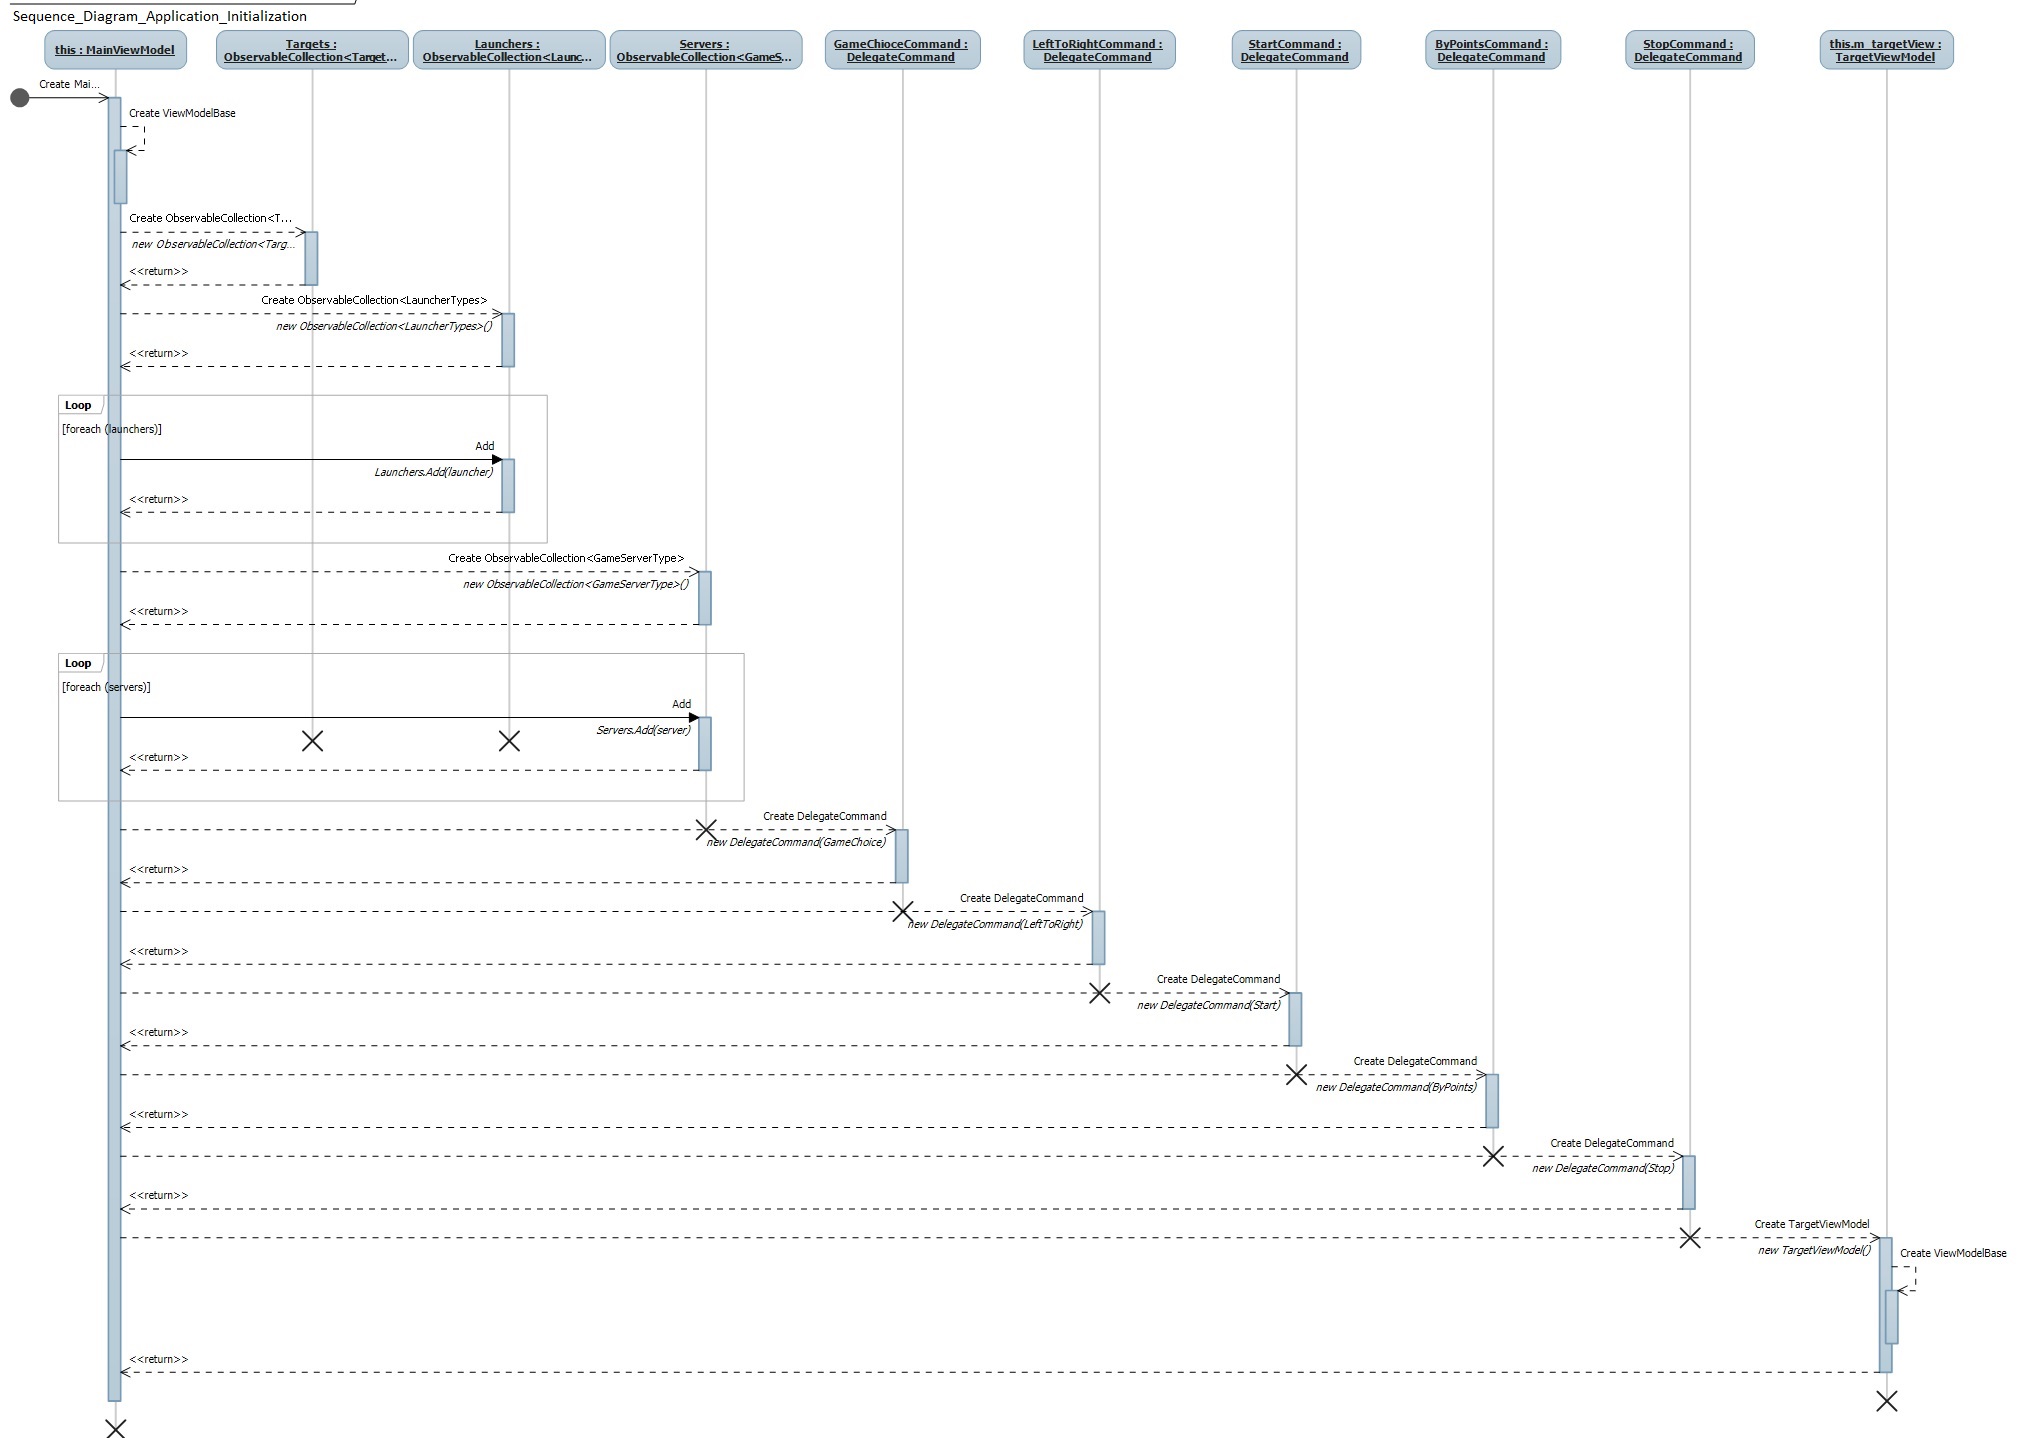 Sequence_Diagram_Application_Initialization
this : MainViewModel
Targets :
ObservableCollection<Target...
Launchers :
ObservableCollection<Launc...
Servers :
ObservableCollection<GameS...
GameChioceCommand :
DelegateCommand
LeftToRightCommand :
DelegateCommand
StartCommand :
DelegateCommand
ByPointsCommand :
DelegateCommand
StopCommand :
DelegateCommand
this.m_targetView :
TargetViewModel
Create Mai...
Create ViewModelBase
Create ObservableCollection<T...
new ObservableCollection<Targ...
<<return>>
Create ObservableCollection<LauncherTypes>
new ObservableCollection<LauncherTypes>()
<<return>>
Loop
[foreach (launchers)]
Add
Launchers.Add(launcher)
<<return>>
Create ObservableCollection<GameServerType>
new ObservableCollection<GameServerType>()
<<return>>
Loop
[foreach (servers)]
Add
Servers.Add(server)
<<return>>
Create DelegateCommand
new DelegateCommand(GameChoice)
<<return>>
Create DelegateCommand
new DelegateCommand(LeftToRight)
<<return>>
Create DelegateCommand
new DelegateCommand(Start)
<<return>>
Create DelegateCommand
new DelegateCommand(ByPoints)
<<return>>
Create DelegateCommand
new DelegateCommand(Stop)
<<return>>
Create TargetViewModel
new TargetViewModel()
Create ViewModelBase
<<return>>